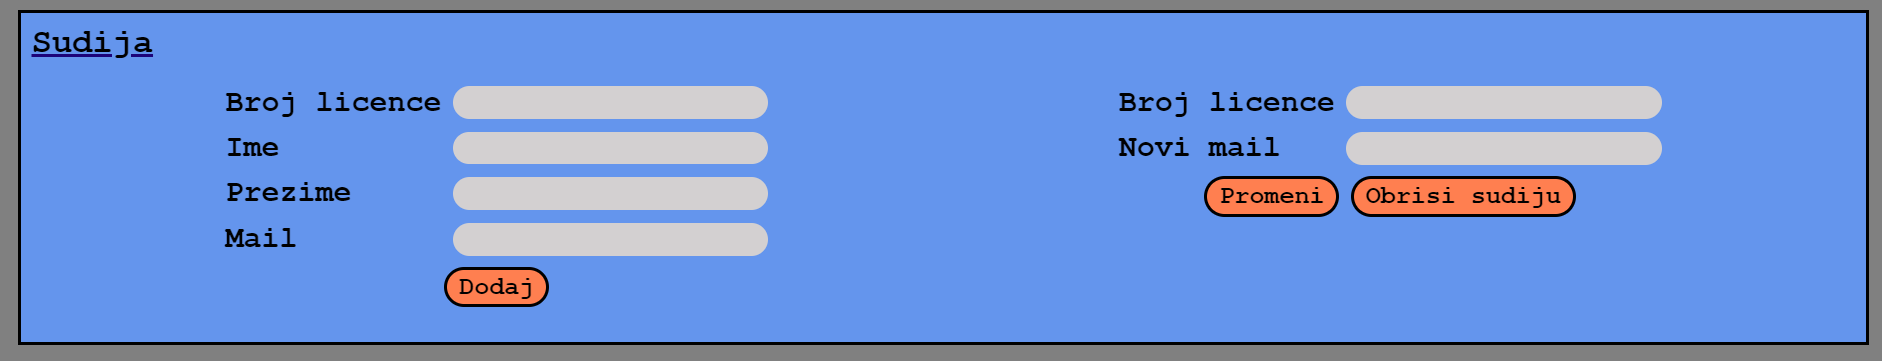 Sudija
Broj licence
Ime
Prezime
Mail
Dodaj
Broj licence
Novi mail
Promeni Obrisi sudiju